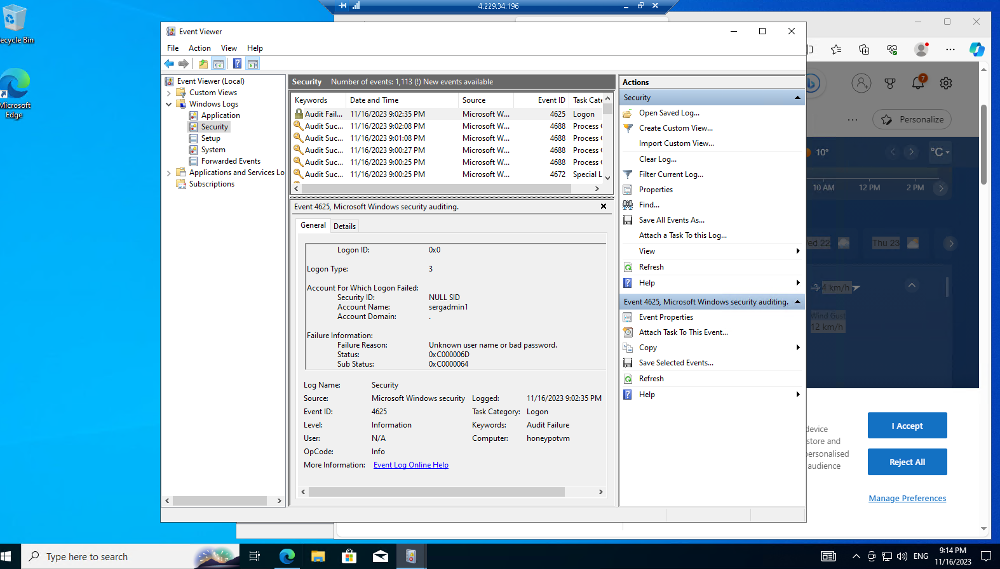 4.229.34.196
ecycle Bin
Microsoft
Edge
Event Viewer
File Action View Help
Event Viewer (Local)
Custom Views
Windows Logs
Application
Security
Setup
System
Forwarded Events
Applications and Services Lo
Subscriptions
Security Number of events: 1,113 (!) New events available
Keywords Date and Time Source Event ID Task Cate
Audit Fail... 11/16/2023 9:02:35 PM Microsoft W... 4625 Logon
Audit Suc... 11/16/2023 9:02:08 PM Microsoft W... 4688 Process C
Audit Suc... 11/16/2023 9:01:08 PM Microsoft W... 4688 Process C
Audit Suc... 11/16/2023 9:00:27 PM Microsoft W... 4688 Process C
Audit Suc... 11/16/2023 9:00:25 PM Microsoft W... 4688 Process C
Audit Suc... 11/16/2023 9:00:25 PM Microsoft W... 4672 Special L
Event 4625, Microsoft Windows security auditing.
General Details
Logon ID: 0x0
Logon Type: 3
Account For Which Logon Failed:
Security ID: NULL SID
Account Name: sergadmin1
Account Domain: .
Failure Information:
Failure Reason: Unknown user name or bad password.
Status: 0xC000006D
Sub Status: 0xC0000064
Log Name: Security
Source: Microsoft Windows security Logged: 11/16/2023 9:02:35 PM
Event ID: 4625 Task Category: Logon
Level: Information Keywords: Audit Failure
User: N/A Computer: honeypotvm
OpCode: Info
More Information: Event Log Online Help
Actions
Security
Open Saved Log...
Create Custom View...
Import Custom View...
Clear Log...
Filter Current Log...
Properties
Find...
Save All Events As...
Attach a Task To this Log...
View
Refresh
Help
Event 4625, Microsoft Windows security auditing.
Event Properties
Attach Task To This Event...
Copy
Save Selected Events...
Refresh
Help
7
Personalize
10° °C
10 AM 12 PM 2 PM
ed 22 Thu 23
4 km/h
Wind Gust
12 km/h
device
store and
personalised
audience
I Accept
Reject All
Manage Preferences
Type here to search
ENG
9:14 PM
11/16/2023